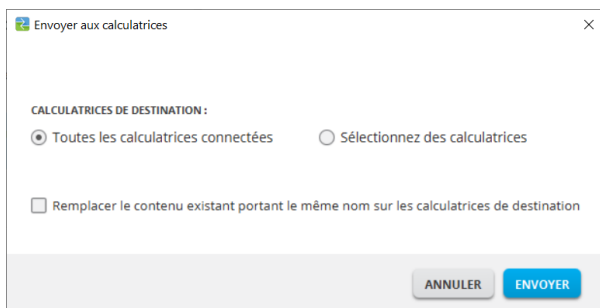 Envoyer aux calculatrices
CALCULATRICES DE DESTINATION :
Toutes les calculatrices connectées
Sélectionnez des calculatrices
Remplacer le contenu existant portant le même nom sur les calculatrices de destination
ANNULER
ENVOYER